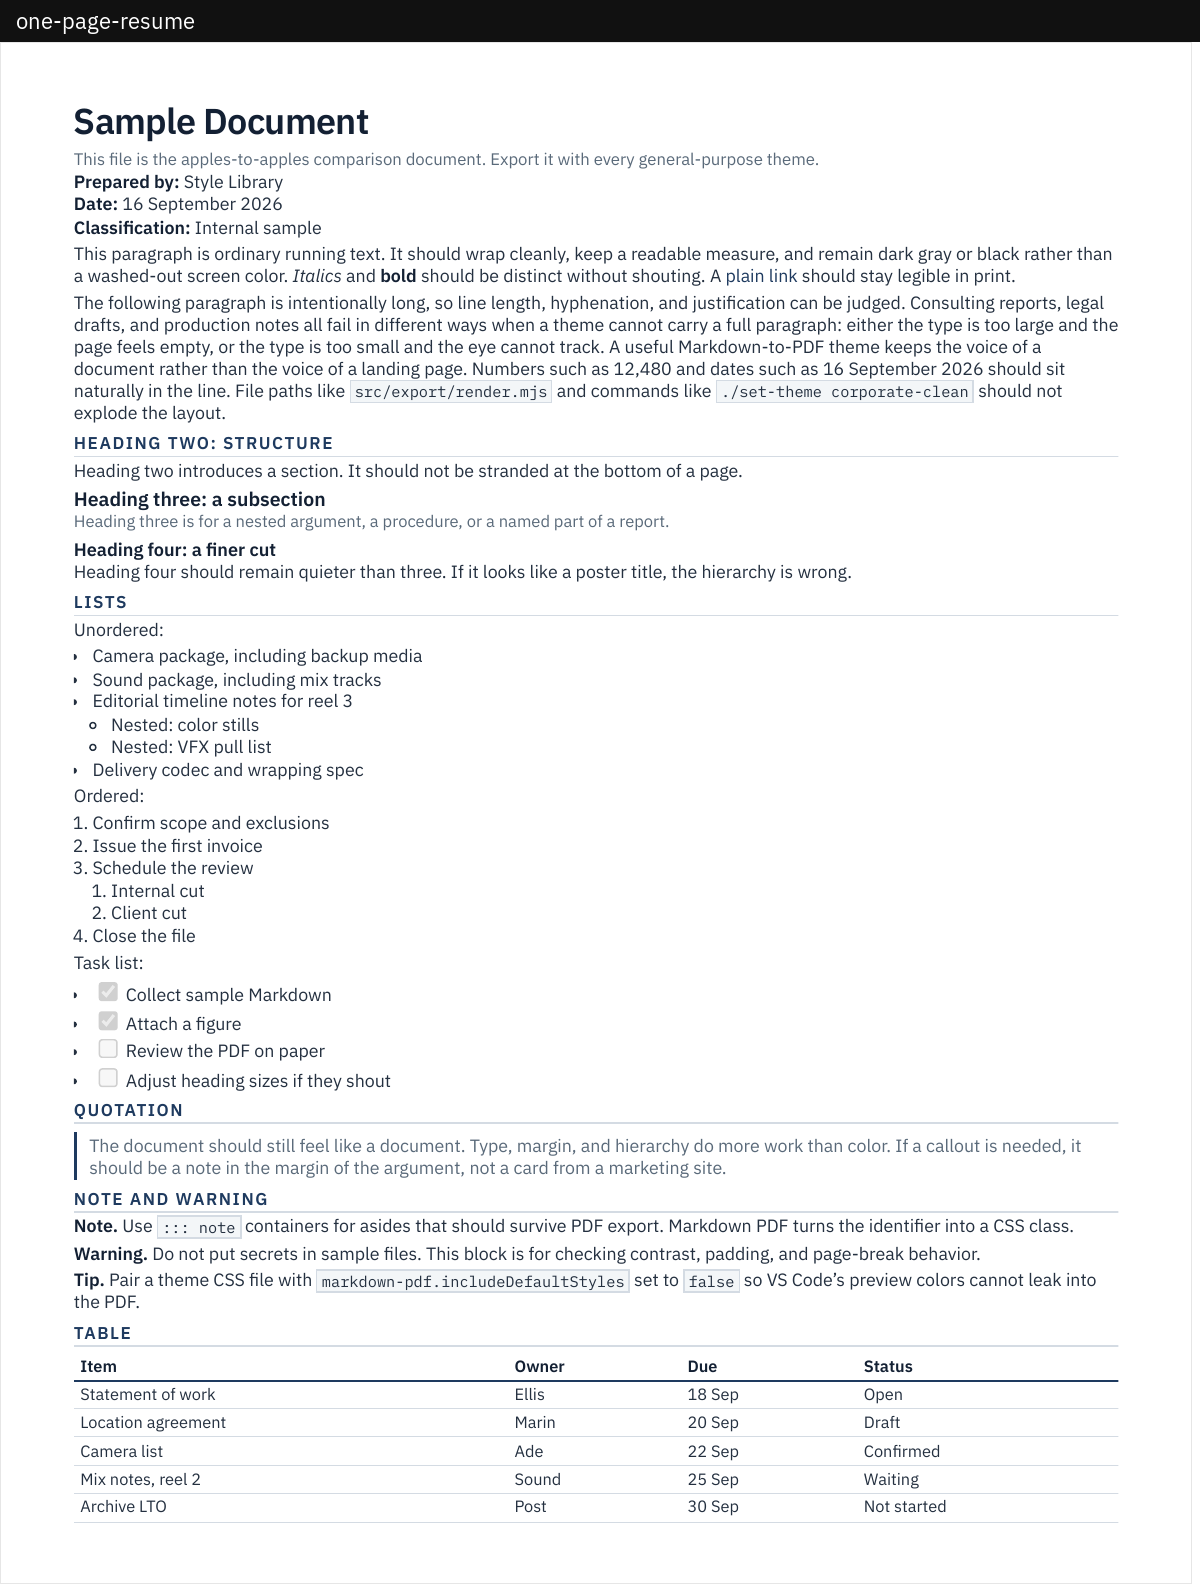 one-page-resume
Sample Document
This file is the apples-to-apples comparison document. Export it with every general-purpose theme.
Prepared by: Style Library
Date: 16 September 2026
Classification: Internal sample
This paragraph is ordinary running text. It should wrap cleanly, keep a readable measure, and remain dark gray or black rather than
a washed-out screen color. Italics and bold should be distinct without shouting. A plain link should stay legible in print.
The following paragraph is intentionally long, so line length, hyphenation, and justification can be judged. Consulting reports, legal
drafts, and production notes all fail in different ways when a theme cannot carry a full paragraph: either the type is too large and the
page feels empty, or the type is too small and the eye cannot track. A useful Markdown-to-PDF theme keeps the voice of a
document rather than the voice of a landing page. Numbers such as 12,480 and dates such as 16 September 2026 should sit
naturally in the line. File paths like src/export/render.mjs and commands like ./set-theme corporate-clean should not
explode the layout.
HEADING TWO: STRUCTURE
Heading two introduces a section. It should not be stranded at the bottom of a page.
Heading three: a subsection
Heading three is for a nested argument, a procedure, or a named part of a report.
Heading four: a finer cut
Heading four should remain quieter than three. If it looks like a poster title, the hierarchy is wrong.
LISTS
Unordered:
Camera package, including backup media
Sound package, including mix tracks
Editorial timeline notes for reel 3
Nested: color stills
Nested: VFX pull list
Delivery codec and wrapping spec
Ordered:
1. Confirm scope and exclusions
2. Issue the first invoice
3. Schedule the review
1. Internal cut
2. Client cut
4. Close the file
Task list:
Collect sample Markdown
Attach a figure
Review the PDF on paper
Adjust heading sizes if they shout
QUOTATION
The document should still feel like a document. Type, margin, and hierarchy do more work than color. If a callout is needed, it
should be a note in the margin of the argument, not a card from a marketing site.
NOTE AND WARNING
Note. Use ::: note containers for asides that should survive PDF export. Markdown PDF turns the identifier into a CSS class.
Warning. Do not put secrets in sample files. This block is for checking contrast, padding, and page-break behavior.
Tip. Pair a theme CSS file with markdown-pdf.includeDefaultStyles set to false so VS Code’s preview colors cannot leak into
the PDF.
TABLE
Item Owner Due Status
Statement of work Ellis 18 Sep Open
Location agreement Marin 20 Sep Draft
Camera list Ade 22 Sep Confirmed
Mix notes, reel 2 Sound 25 Sep Waiting
Archive LTO Post 30 Sep Not started